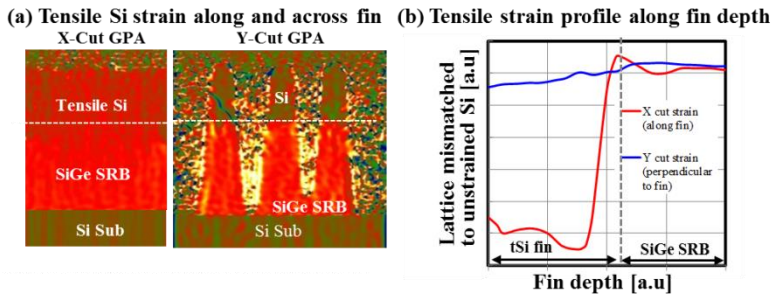 (a) Tensile Si strain along and across fin
X-Cut GPA
Y-Cut GPA
Tensile Si
SiGe SRB
Si Sub
Si
SiGe SRB
Si Sub
(b) Tensile strain profile along fin depth
Lattice mismatched
to unstrained Si [a.u]
X cut strain
(along fin)
Y cut strain
(perpendicular
to fin)
tSi fin
SiGe SRB
Fin depth [a.u]